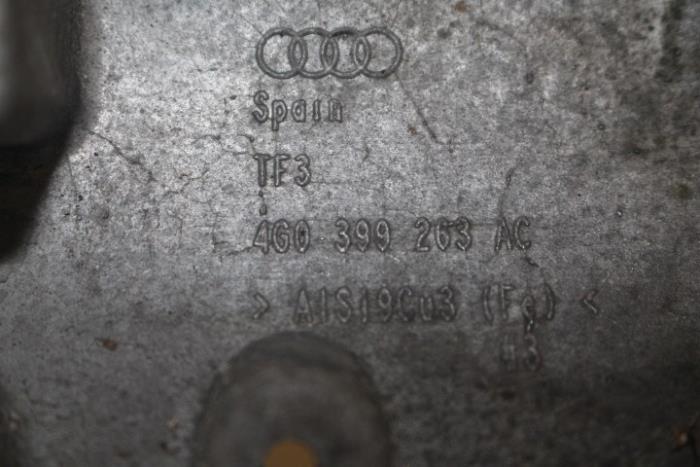 Spain
TF3
4G0 399 263 AC
> AlSi9Cu3 (Fe) <